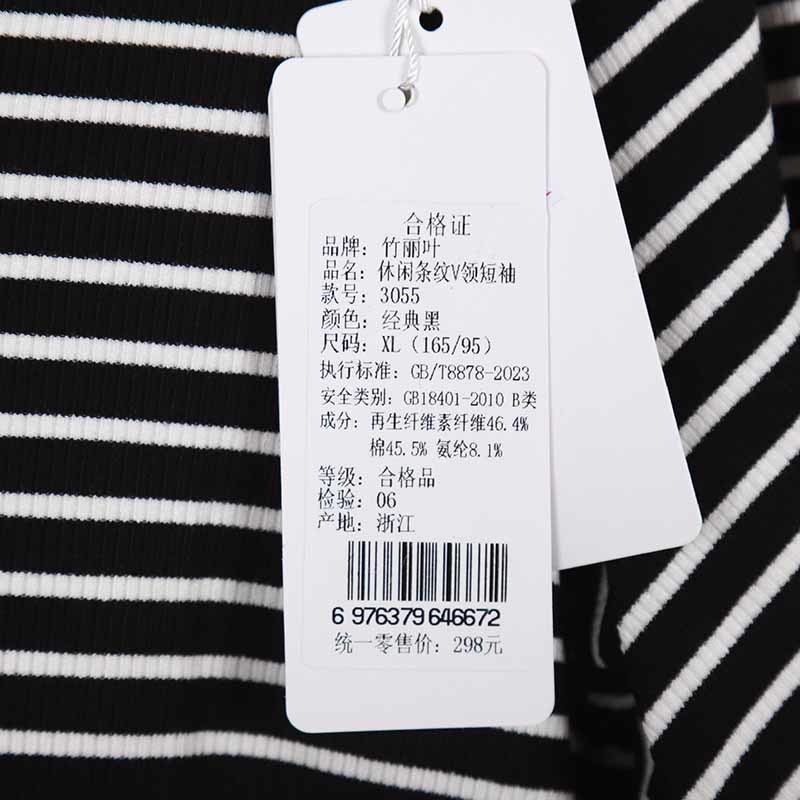 合格证
品牌：竹丽叶
品名：休闲条纹V领短袖
款号：3055
颜色：经典黑
尺码：XL（165/95）
执行标准：GB/T8878-2023
安全类别：GB18401-2010 B类
成分：再生纤维素纤维46.4%
棉45.5% 氨纶8.1%
等级：合格品
检验：06
产地：浙江
6 976379 646672
统一零售价：298元